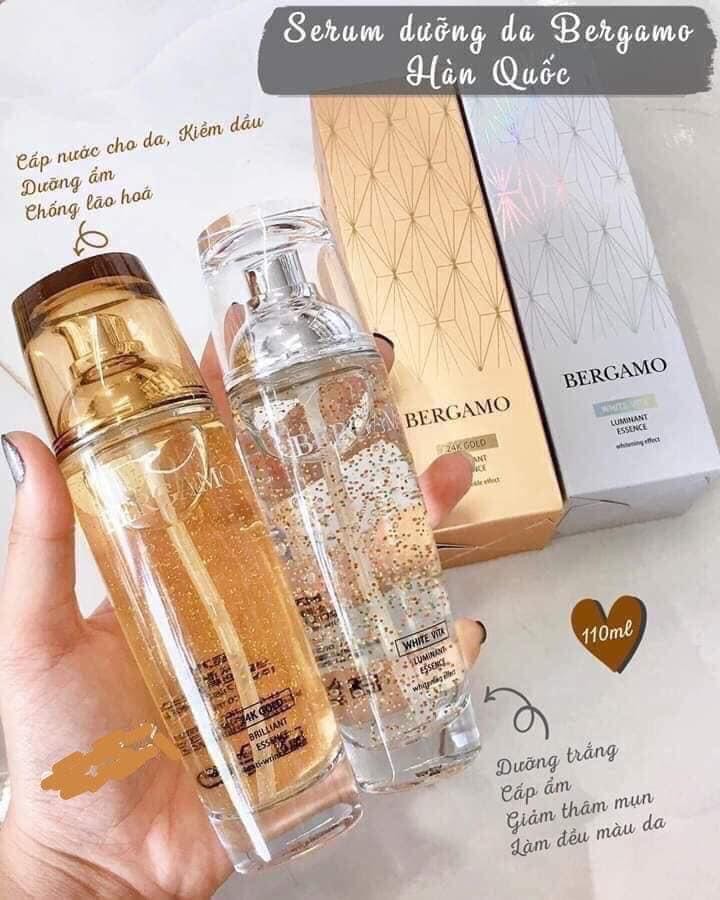 Serum dưỡng da Bergamo
Hàn Quốc
Cấp nước cho da, Kiềm dầu
Dưỡng ẩm
Chống lão hoá
BERGAMO
WHITE VITA
LUMINANT
ESSENCE
whitening effect
BERGAMO
24K GOLD
BERGAMO
24K GOLD
BRILLIANT
ESSENCE
BERGAMO
WHITE VITA
LUMINANT
ESSENCE
whitening effect
110ml
Dưỡng trắng
Cấp ẩm
Giảm thâm mụn
Làm đều màu da